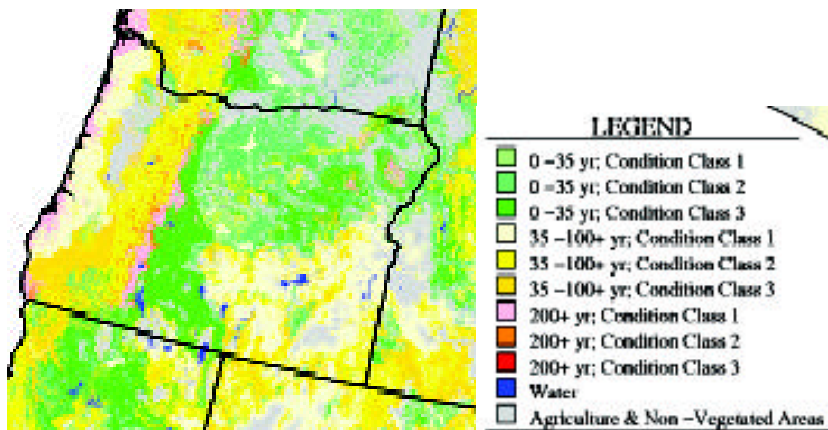 LEGEND
0 –35 yr; Condition Class 1
0 –35 yr; Condition Class 2
0 –35 yr; Condition Class 3
35 –100+ yr; Condition Class 1
35 –100+ yr; Condition Class 2
35 –100+ yr; Condition Class 3
200+ yr; Condition Class 1
200+ yr; Condition Class 2
200+ yr; Condition Class 3
Water
Agriculture & Non –Vegetated Areas